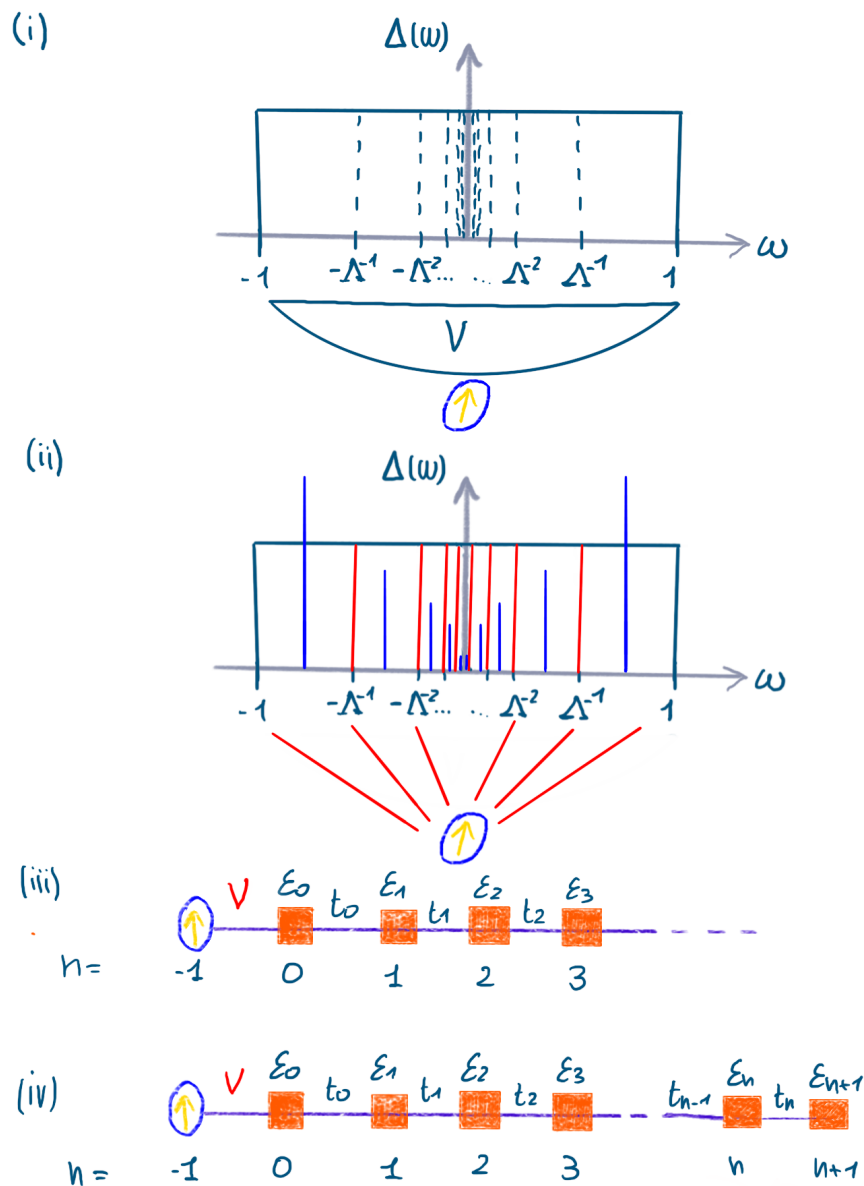 (i)
Δ(ω)
ω
-1 -Λ⁻¹ -Λ⁻²... ...Λ⁻² Λ⁻¹ 1
V
(ii)
Δ(ω)
ω
-1 -Λ⁻¹ -Λ⁻²... ...Λ⁻² Λ⁻¹ 1
(iii)
V ε₀ t₀ ε₁ t₁ ε₂ t₂ ε₃
n= -1 0 1 2 3
(iv)
V ε₀ t₀ ε₁ t₁ ε₂ t₂ ε₃ tₙ₋₁ εₙ tₙ εₙ₊₁
n= -1 0 1 2 3 n n+1